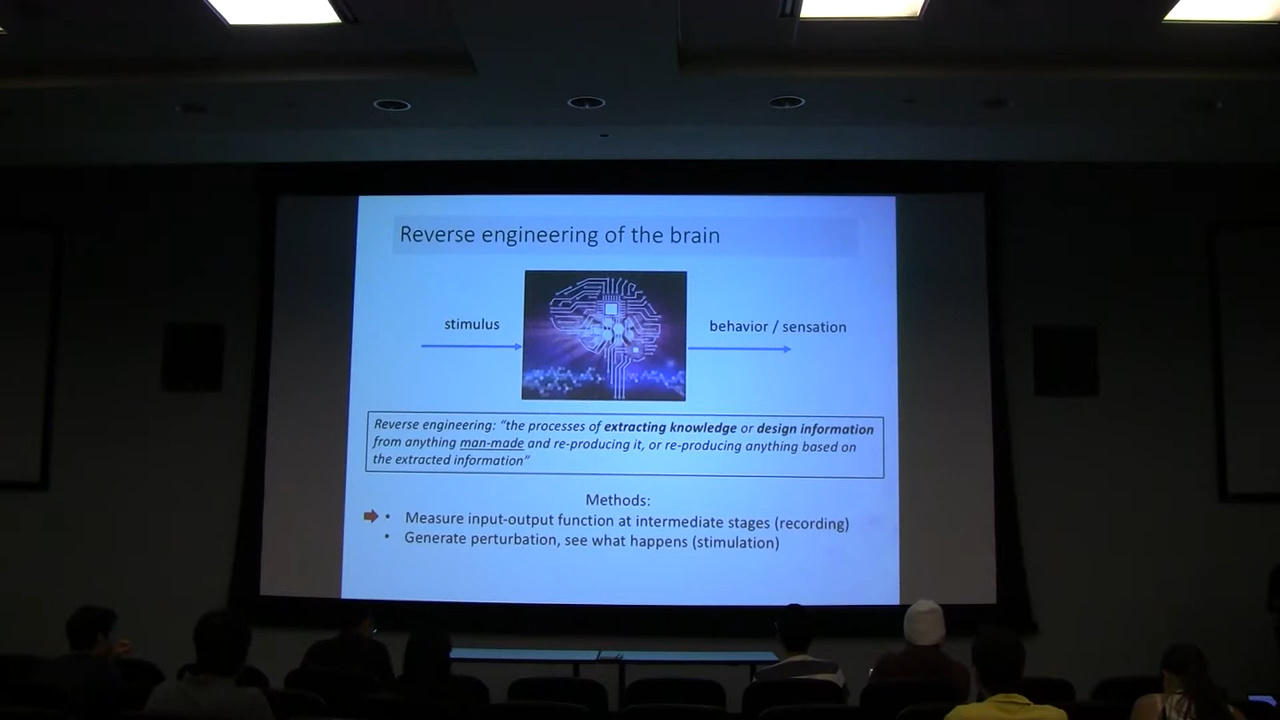 Reverse engineering of the brain
stimulus
behavior / sensation
Reverse engineering: “the processes of extracting knowledge or design information
from anything man-made and re-producing it, or re-producing anything based on
the extracted information”
Methods:
• Measure input-output function at intermediate stages (recording)
• Generate perturbation, see what happens (stimulation)